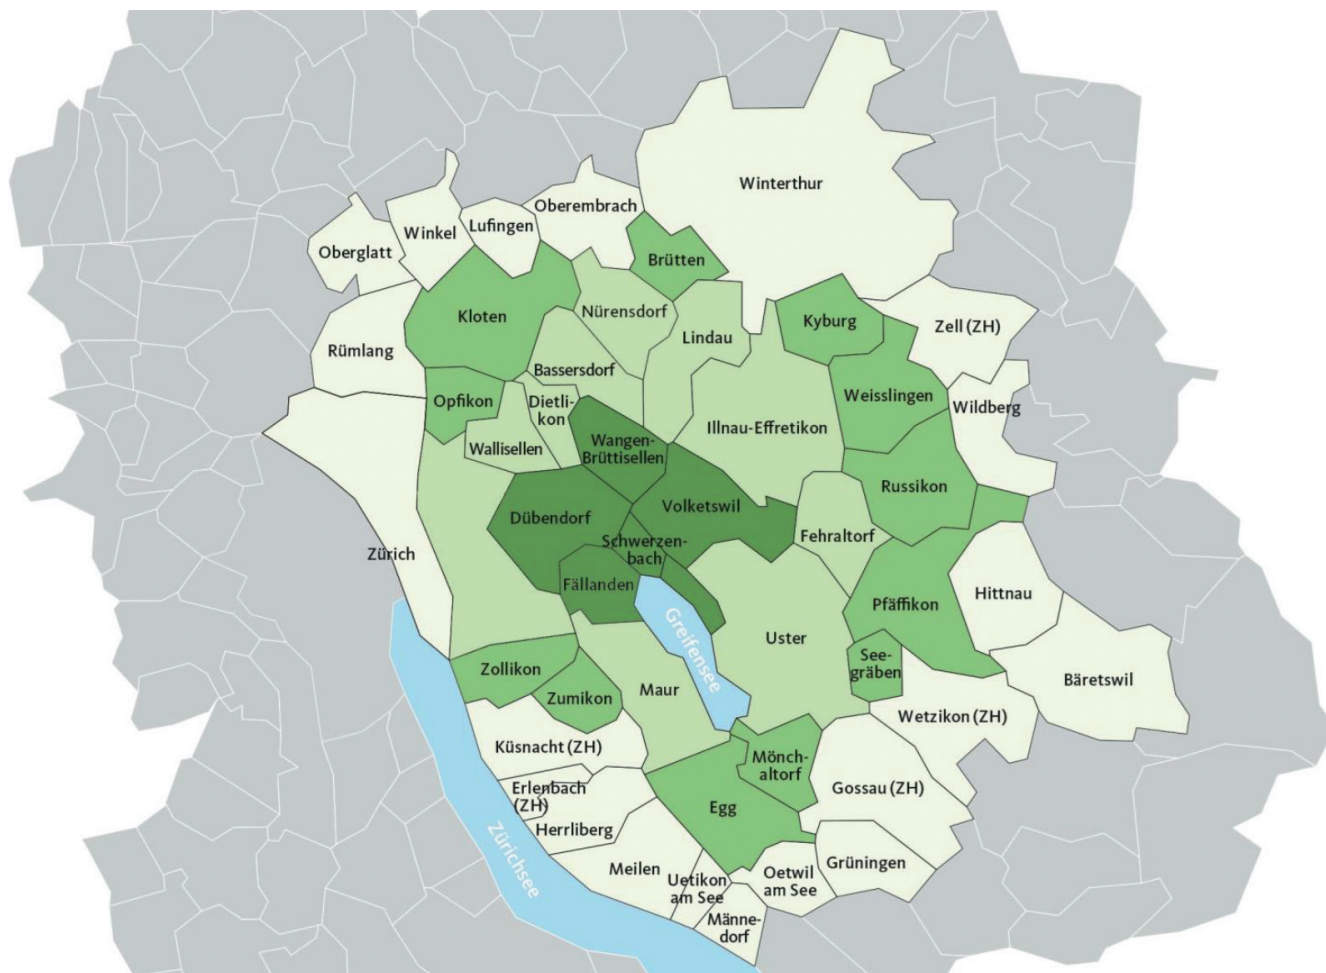 Winterthur
Oberembrach
Lufingen
Winkel
Oberglatt
Brütten
Kloten
Nürensdorf
Kyburg
Zell (ZH)
Lindau
Rümlang
Bassersdorf
Weisslingen
Opfikon
Dietli-
kon
Wildberg
Illnau-Effretikon
Wallisellen
Wangen-
Brüttisellen
Russikon
Volketswil
Dübendorf
Fehraltorf
Schwerzen-
bach
Zürich
Fällanden
Hittnau
Pfäffikon
Greifensee
Uster
See-
gräben
Zollikon
Bäretswil
Maur
Zumikon
Wetzikon (ZH)
Küsnacht (ZH)
Mönch-
altorf
Erlenbach
(ZH)
Gossau (ZH)
Egg
Herrliberg
Zürichsee
Meilen
Grüningen
Oetwil
am See
Uetikon
am See
Männe-
dorf